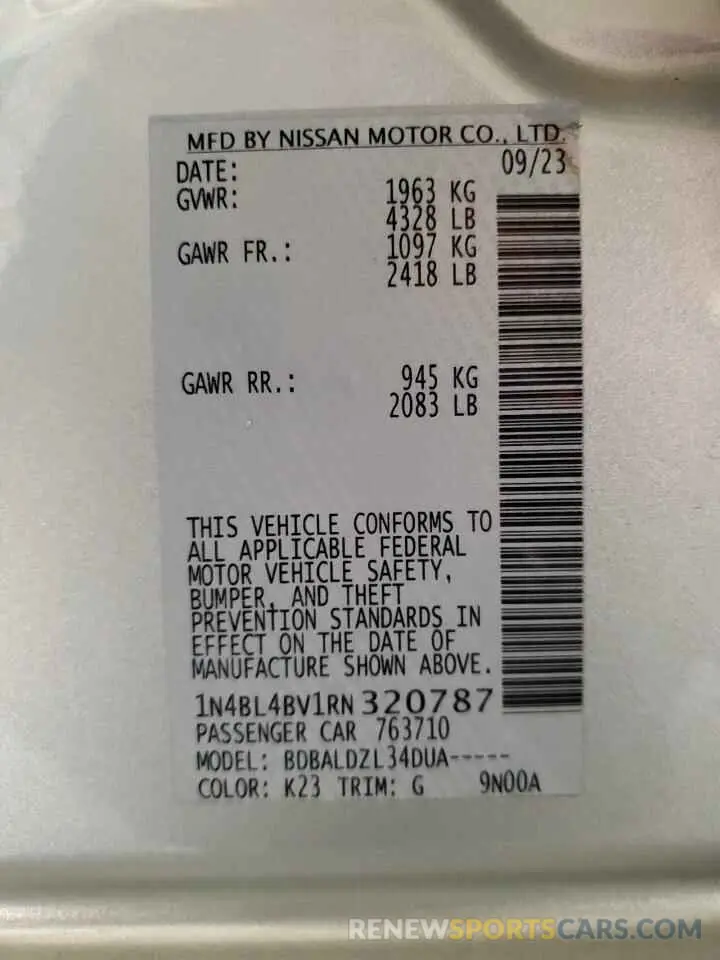 MFD BY NISSAN MOTOR CO., LTD.
DATE: 09/23
GVWR: 1963 KG
4328 LB
GAWR FR.: 1097 KG
2418 LB
GAWR RR.: 945 KG
2083 LB
THIS VEHICLE CONFORMS TO
ALL APPLICABLE FEDERAL
MOTOR VEHICLE SAFETY,
BUMPER, AND THEFT
PREVENTION STANDARDS IN
EFFECT ON THE DATE OF
MANUFACTURE SHOWN ABOVE.
1N4BL4BV1RN 320787
PASSENGER CAR 763710
MODEL: BDBALDZL34DUA-----
COLOR: K23 TRIM: G 9N00A
RENEWSPORTSCARS.COM